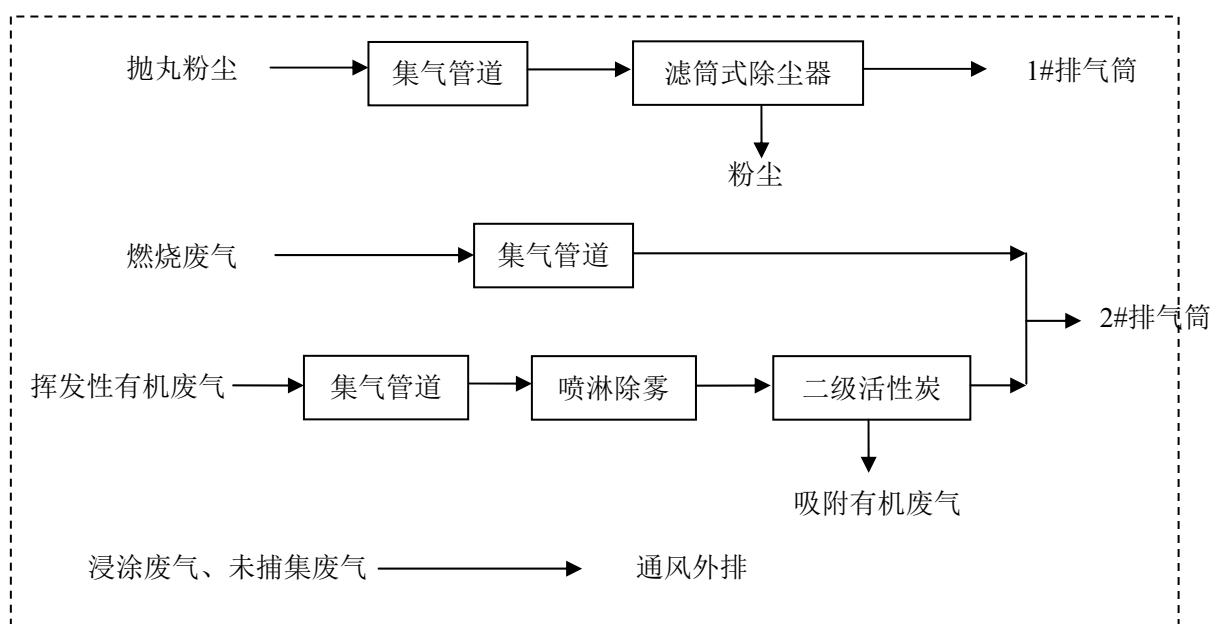 抛丸粉尘 集气管道 滤筒式除尘器 1#排气筒
粉尘
燃烧废气 集气管道
2#排气筒
挥发性有机废气 集气管道 喷淋除雾 二级活性炭
吸附有机废气
浸涂废气、未捕集废气 通风外排